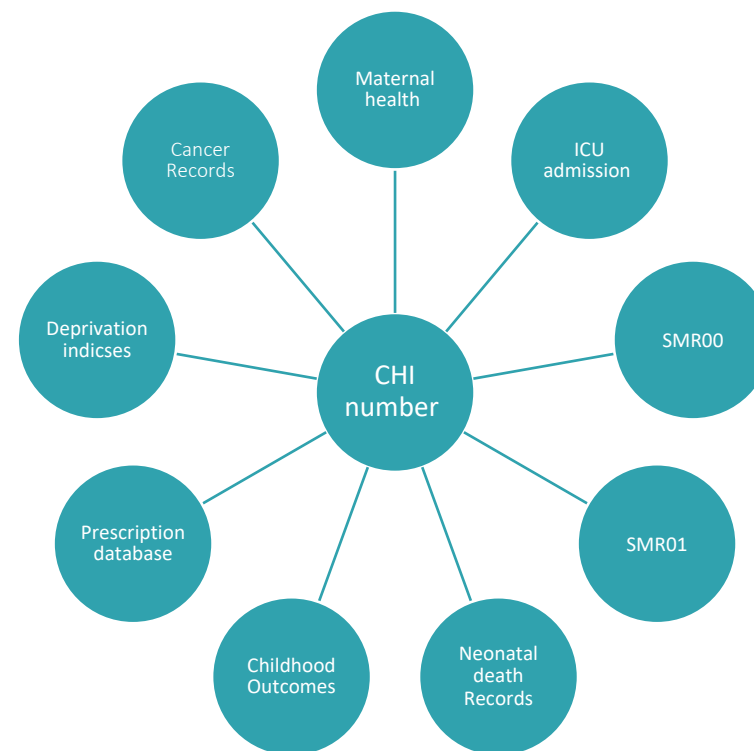 Maternal
health
ICU
admission
SMR00
SMR01
Neonatal
death
Records
Childhood
Outcomes
Prescription
database
Deprivation
indicses
Cancer
Records
CHI
number